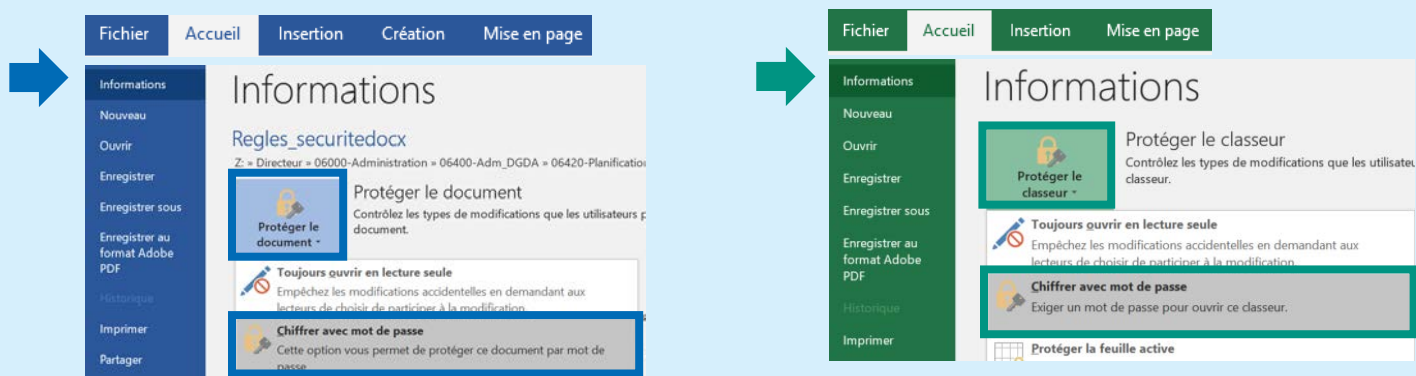 Fichier Accueil Insertion Création Mise en page
Informations
Nouveau
Ouvrir
Enregistrer
Enregistrer sous
Enregistrer au
format Adobe
PDF
Historique
Imprimer
Partager
Informations
Regles_securitedocx
Z: » Directeur » 06000-Administration » 06400-Adm_DGDA » 06420-Planificatio
Protéger le
document
Protéger le document
Contrôlez les types de modifications que les utilisateurs p
document.
Toujours ouvrir en lecture seule
Empêchez les modifications accidentelles en demandant aux
lecteurs de choisir de participer à la modification.
Chiffrer avec mot de passe
Cette option vous permet de protéger ce document par mot de
passe
Fichier Accueil Insertion Mise en page
Informations
Nouveau
Ouvrir
Enregistrer
Enregistrer sous
Enregistrer au
format Adobe
PDF
Historique
Imprimer
Informations
Protéger le
classeur
Protéger le classeur
Contrôlez les types de modifications que les utilisateu
classeur.
Toujours ouvrir en lecture seule
Empêchez les modifications accidentelles en demandant aux
lecteurs de choisir de participer à la modification.
Chiffrer avec mot de passe
Exiger un mot de passe pour ouvrir ce classeur.
Protéger la feuille active